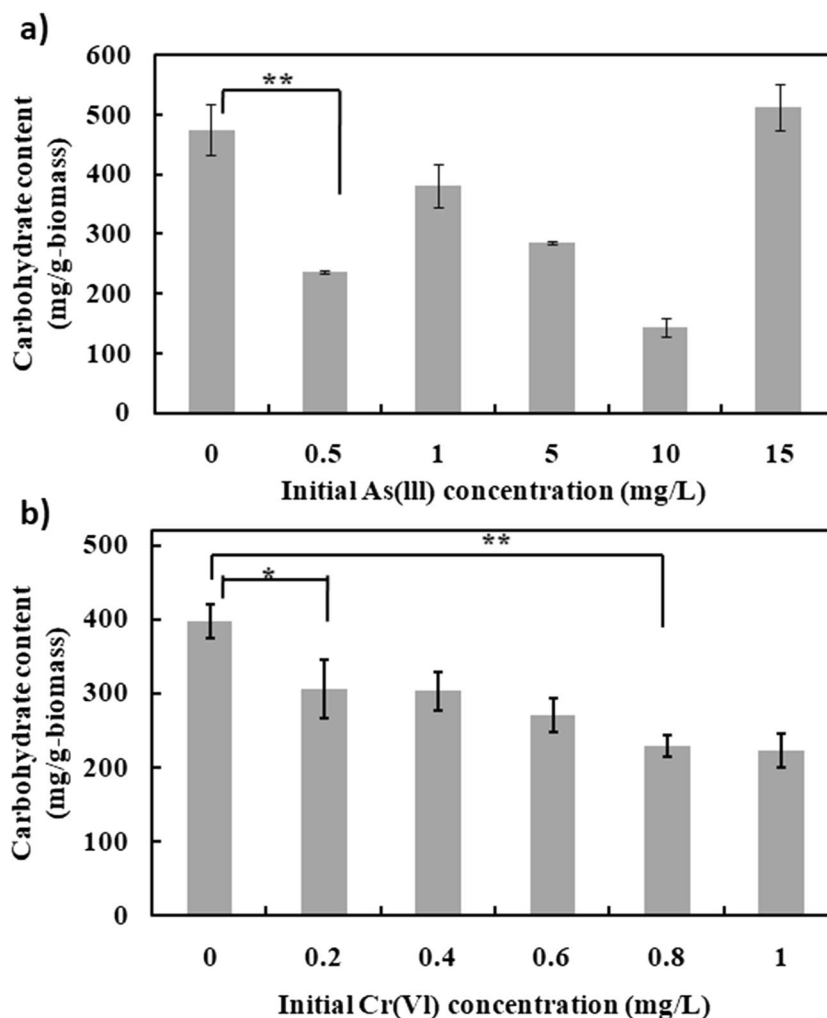 a)
Carbohydrate content
(mg/g-biomass)
600
500
400
300
200
100
0
**
0 0.5 1 5 10 15
Initial As(lll) concentration (mg/L)
b)
Carbohydrate content
(mg/g-biomass)
500
400
300
200
100
0
**
*
0 0.2 0.4 0.6 0.8 1
Initial Cr(Vl) concentration (mg/L)